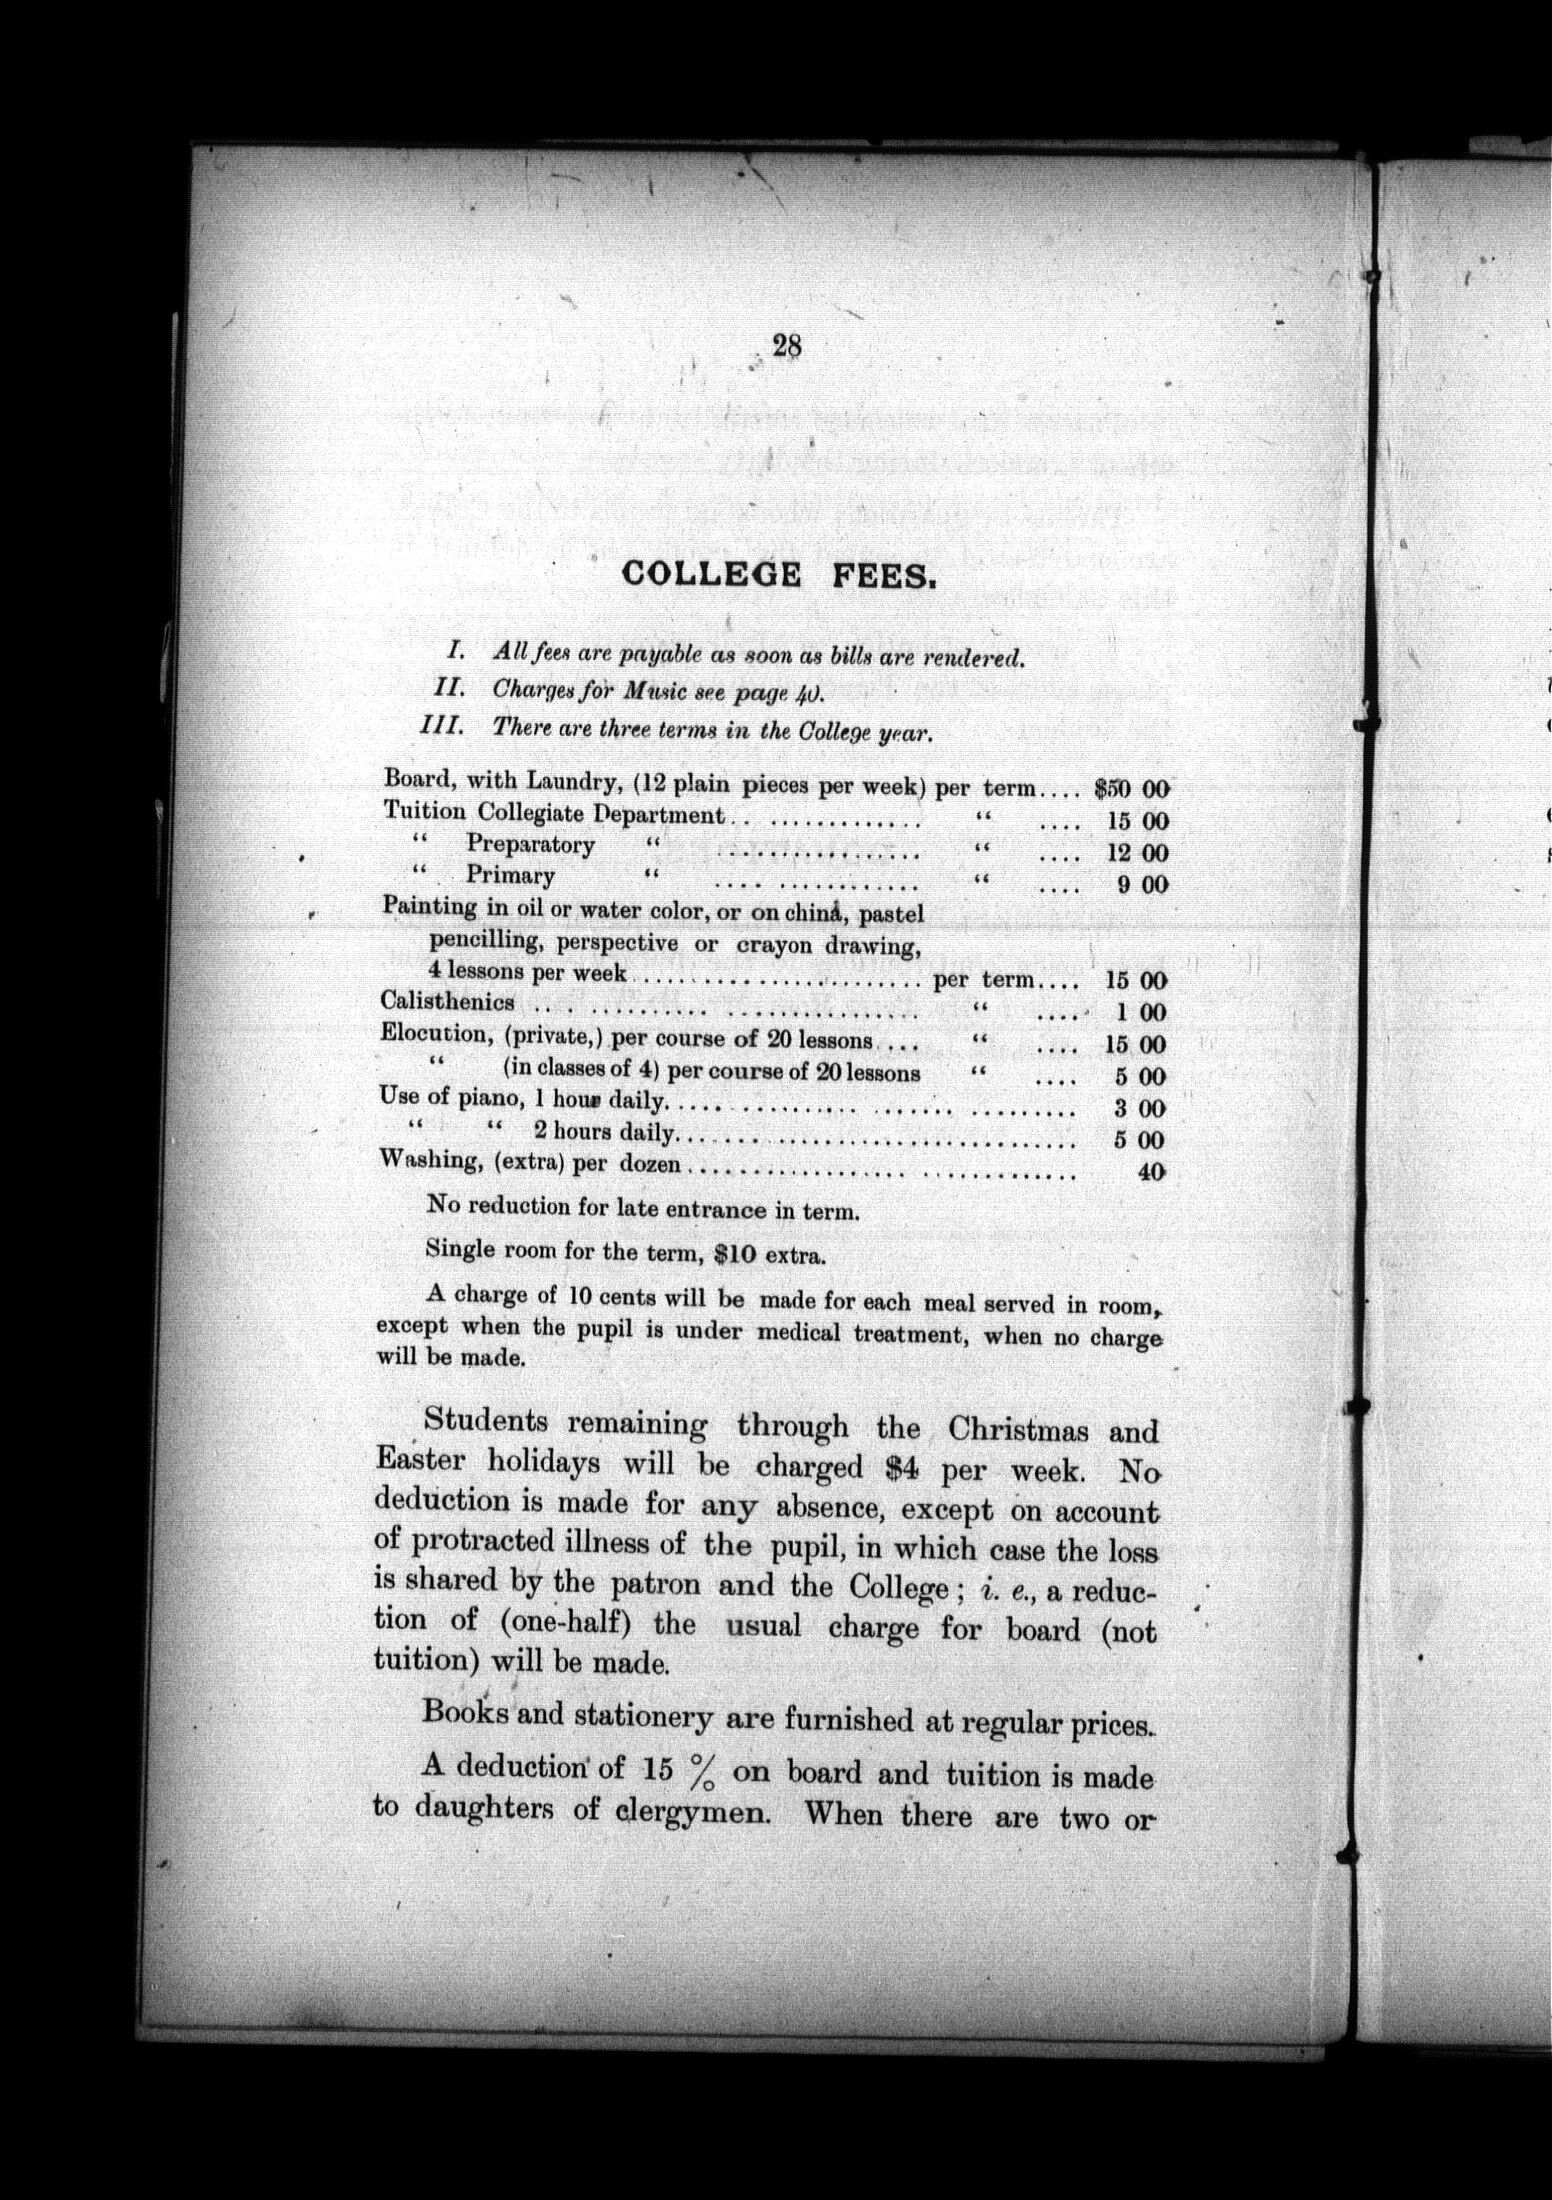 28
COLLEGE FEES.
I. All fees are payable as soon as bills are rendered.
II. Charges for Music see page 40.
III. There are three terms in the College year.
Board, with Laundry, (12 plain pieces per week) per term.... $50 00
Tuition Collegiate Department.. ............. “ .... 15 00
“ Preparatory “ ................. “ .... 12 00
“ Primary “ .... ............ “ .... 9 00
Painting in oil or water color, or on china, pastel
pencilling, perspective or crayon drawing,
4 lessons per week......................... per term.... 15 00
Calisthenics ... .......... ............... “ .... 1 00
Elocution, (private,) per course of 20 lessons.... “ .... 15 00
“ (in classes of 4) per course of 20 lessons “ .... 5 00
Use of piano, 1 hour daily..... .......... ....... ......... 3 00
“ “ 2 hours daily....... ............................. 5 00
Washing, (extra) per dozen................. ............ 40
No reduction for late entrance in term.
Single room for the term, $10 extra.
A charge of 10 cents will be made for each meal served in room,
except when the pupil is under medical treatment, when no charge
will be made.
Students remaining through the Christmas and
Easter holidays will be charged $4 per week. No
deduction is made for any absence, except on account
of protracted illness of the pupil, in which case the loss
is shared by the patron and the College; i. e., a reduc-
tion of (one-half) the usual charge for board (not
tuition) will be made.
Books and stationery are furnished at regular prices.
A deduction of 15 % on board and tuition is made
to daughters of clergymen. When there are two or